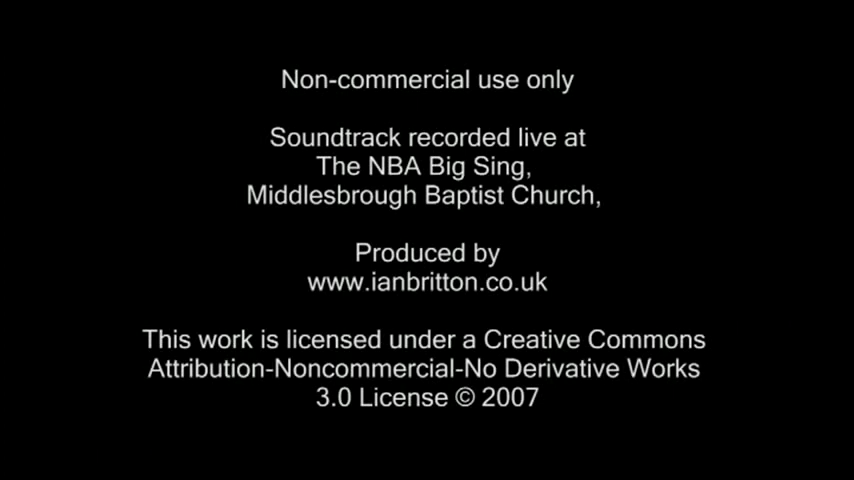 Non-commercial use only
Soundtrack recorded live at
The NBA Big Sing,
Middlesbrough Baptist Church,
Produced by
www.ianbritton.co.uk
This work is licensed under a Creative Commons
Attribution-Noncommercial-No Derivative Works
3.0 License © 2007